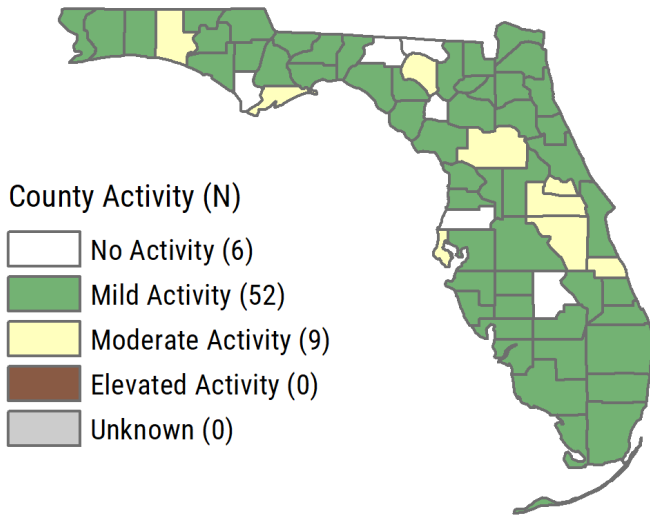 County Activity (N)
No Activity (6)
Mild Activity (52)
Moderate Activity (9)
Elevated Activity (0)
Unknown (0)